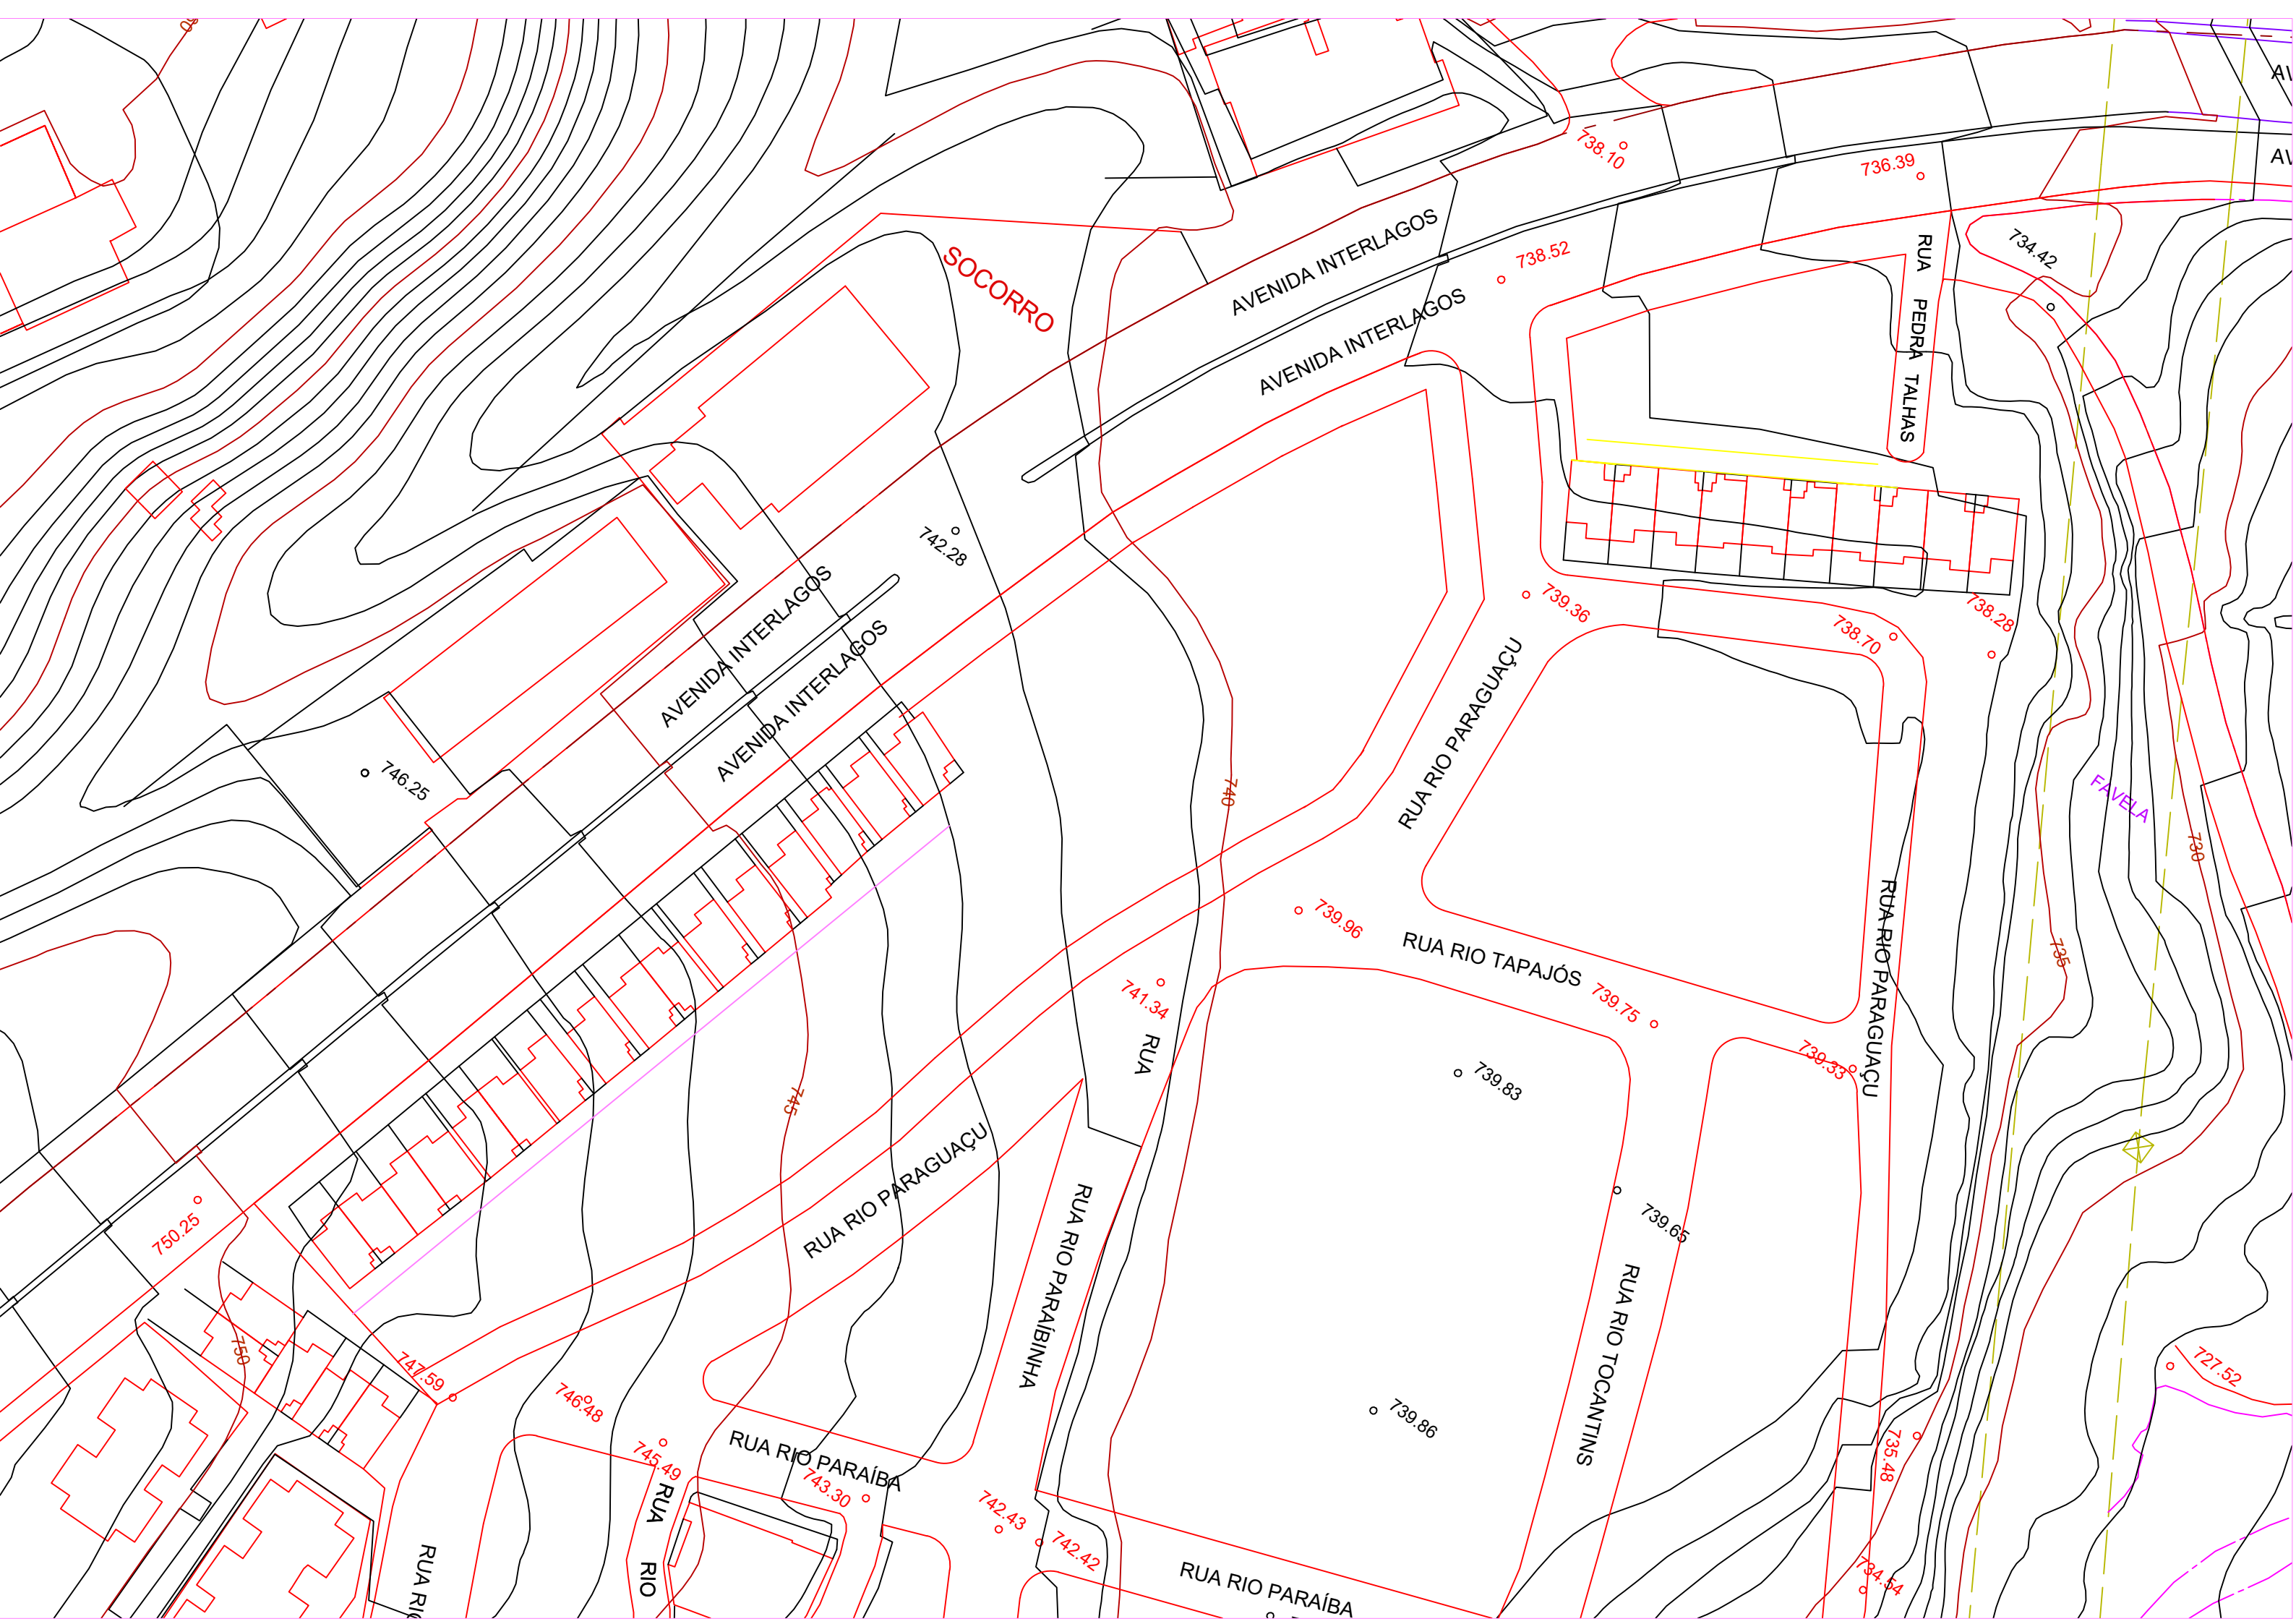 738.10
736.39
SOCORRO
AVENIDA INTERLAGOS
738.52
AVENIDA INTERLAGOS
RUA PEDRA TALHAS
734.42
742.28
AVENIDA INTERLAGOS
AVENIDA INTERLAGOS
739.36
738.28
738.70
RUA RIO PARAGUAÇU
746.25
740
FAVELA
730
739.96
RUA RIO TAPAJÓS
RUA RIO PARAGUAÇU
735
741.34
739.75
RUA
739.33
739.83
745
RUA RIO PARAGUAÇU
750.25
739.65
RUA RIO PARAÍBINHA
RUA RIO TOCANTINS
750
747.59
727.52
746.48
739.86
RUA RIO PARAÍBA
745.49
743.30
735.48
RUA
RIO
742.43
742.42
RUA RIO
RUA RIO PARAÍBA
734.54